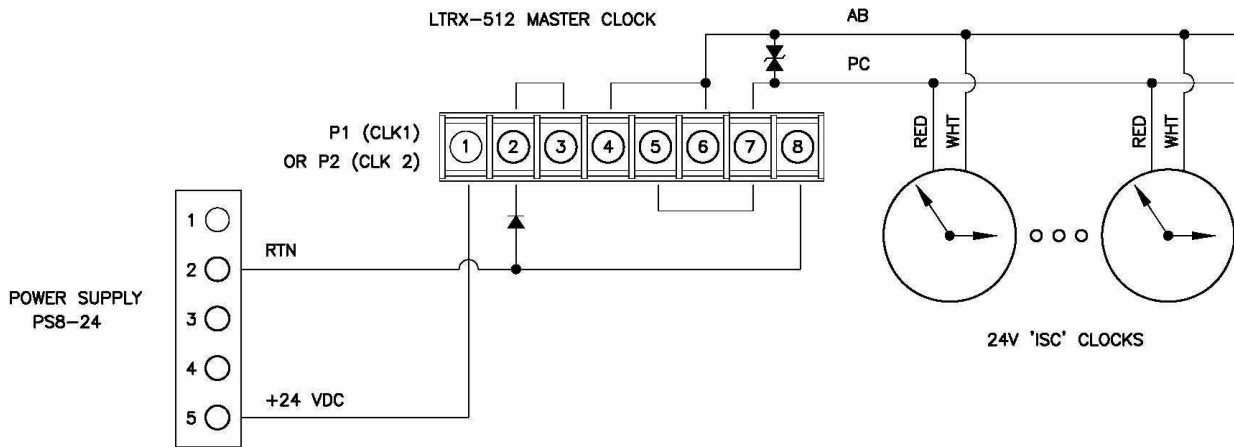 LTRX-512 MASTER CLOCK
AB
PC
P1 (CLK1)
OR P2 (CLK 2)
1 2 3 4 5 6 7 8
RED
WHT
RED
WHT
1
RTN
2
POWER SUPPLY
PS8-24
3
24V 'ISC' CLOCKS
4
+24 VDC
5